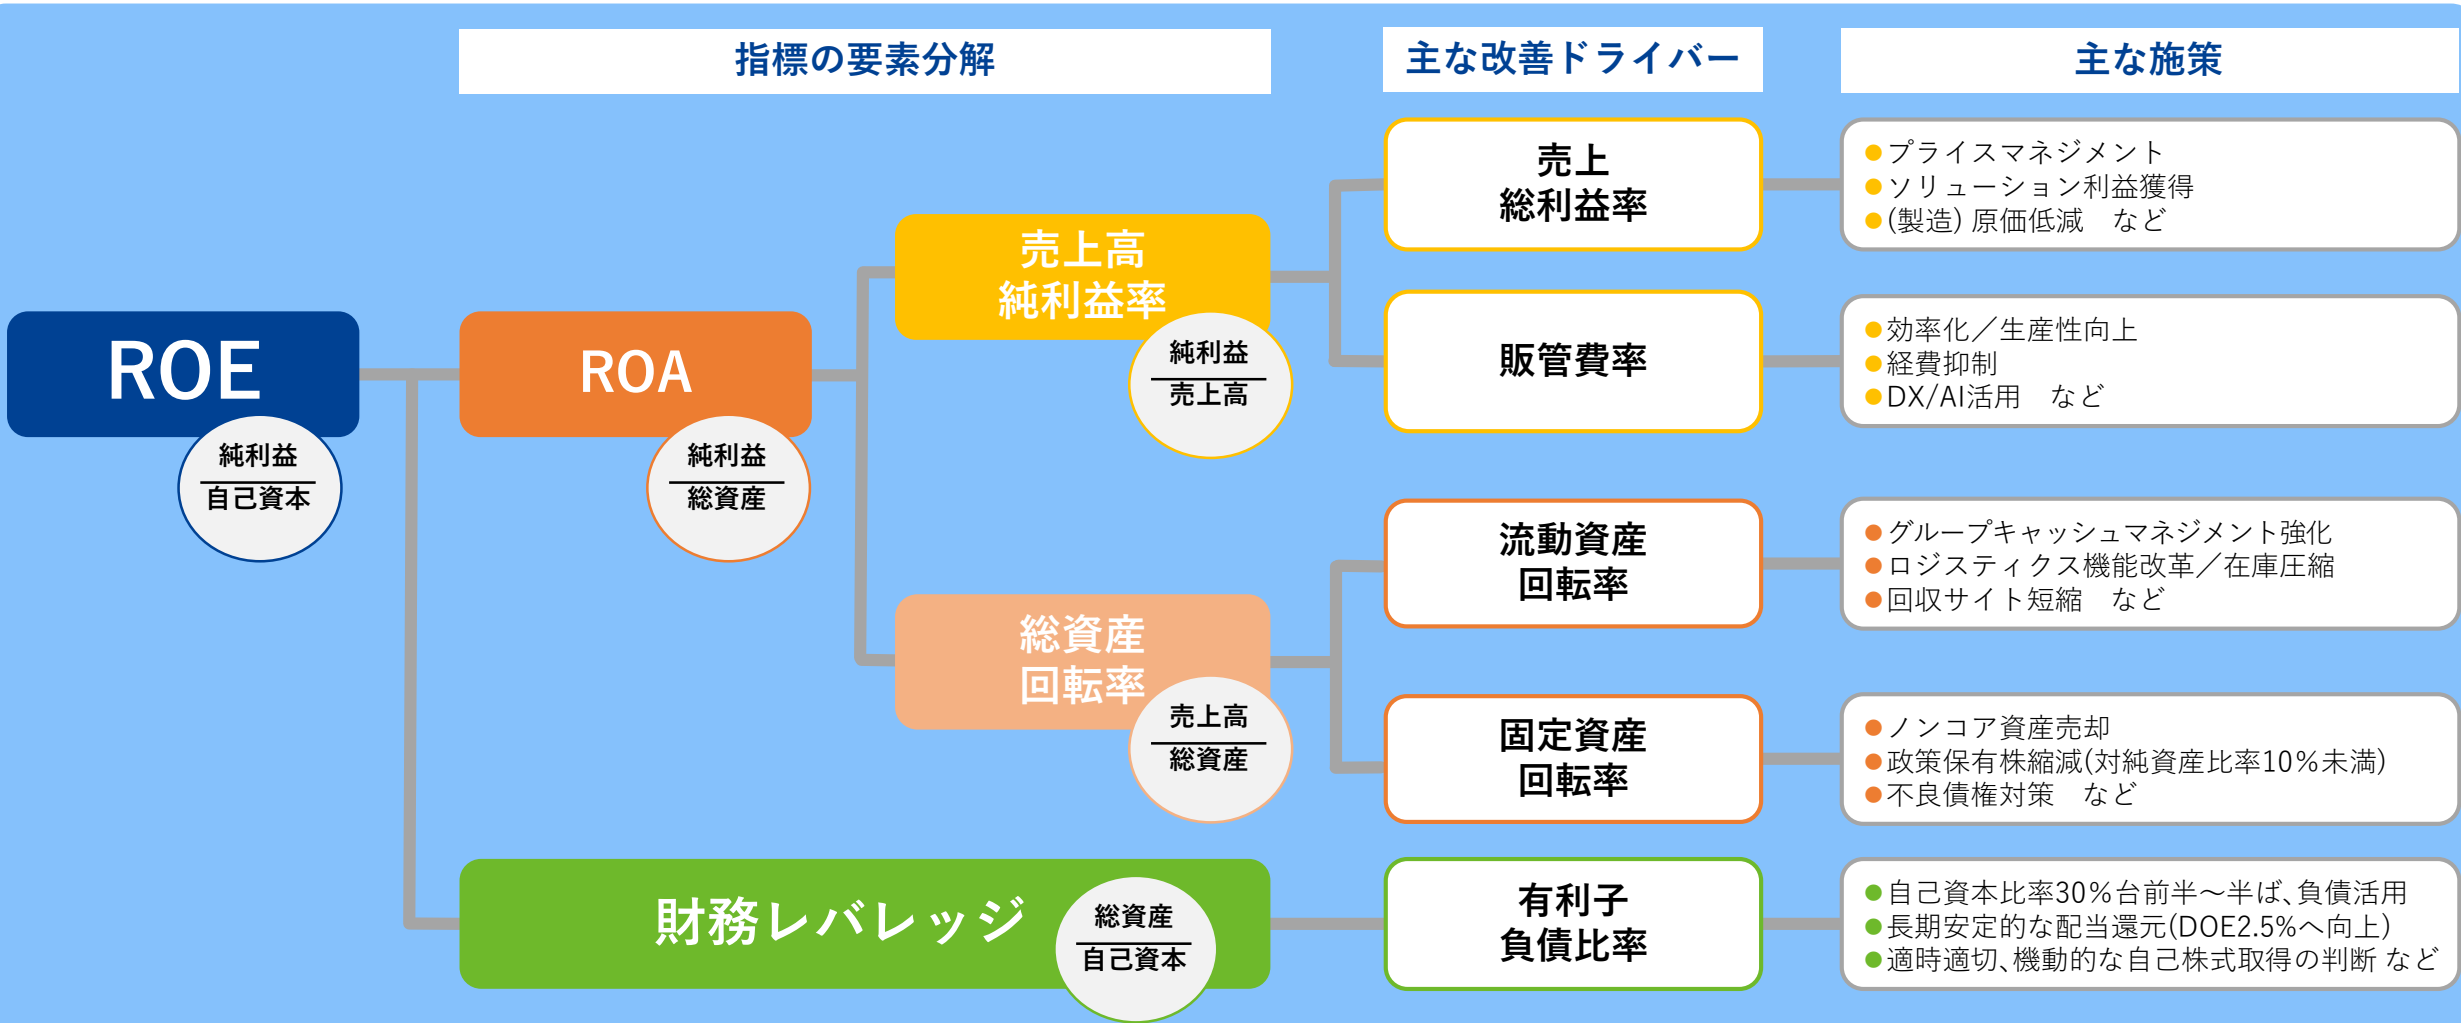 指標の要素分解
主な改善ドライバー
主な施策
ROE
純利益
自己資本
ROA
純利益
総資産
売上高
純利益率
純利益
売上高
総資産
回転率
売上高
総資産
財務レバレッジ
総資産
自己資本
売上
総利益率
販管費率
流動資産
回転率
固定資産
回転率
有利子
負債比率
●プライスマネジメント
●ソリューション利益獲得
●(製造) 原価低減　など
●効率化／生産性向上
●経費抑制
●DX/AI活用　など
●グループキャッシュマネジメント強化
●ロジスティクス機能改革／在庫圧縮
●回収サイト短縮　など
●ノンコア資産売却
●政策保有株縮減(対純資産比率10％未満)
●不良債権対策　など
●自己資本比率30％台前半～半ば、負債活用
●長期安定的な配当還元(DOE2.5%へ向上)
●適時適切、機動的な自己株式取得の判断 など